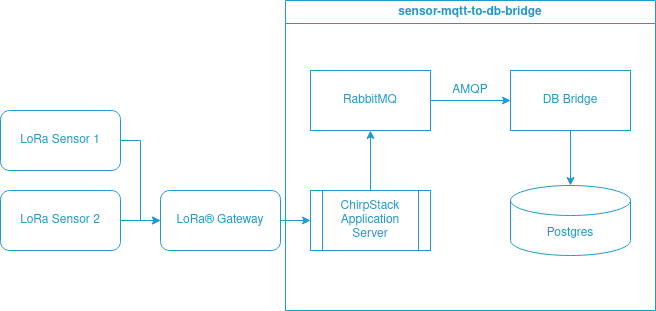 sensor-mqtt-to-db-bridge
RabbitMQ
AMQP
DB Bridge
LoRa Sensor 1
LoRa Sensor 2
LoRa® Gateway
ChirpStack
Application
Server
Postgres